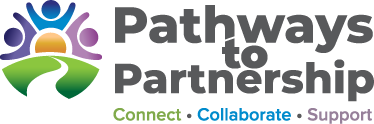 Pathways
to
Partnership
Connect • Collaborate • Support